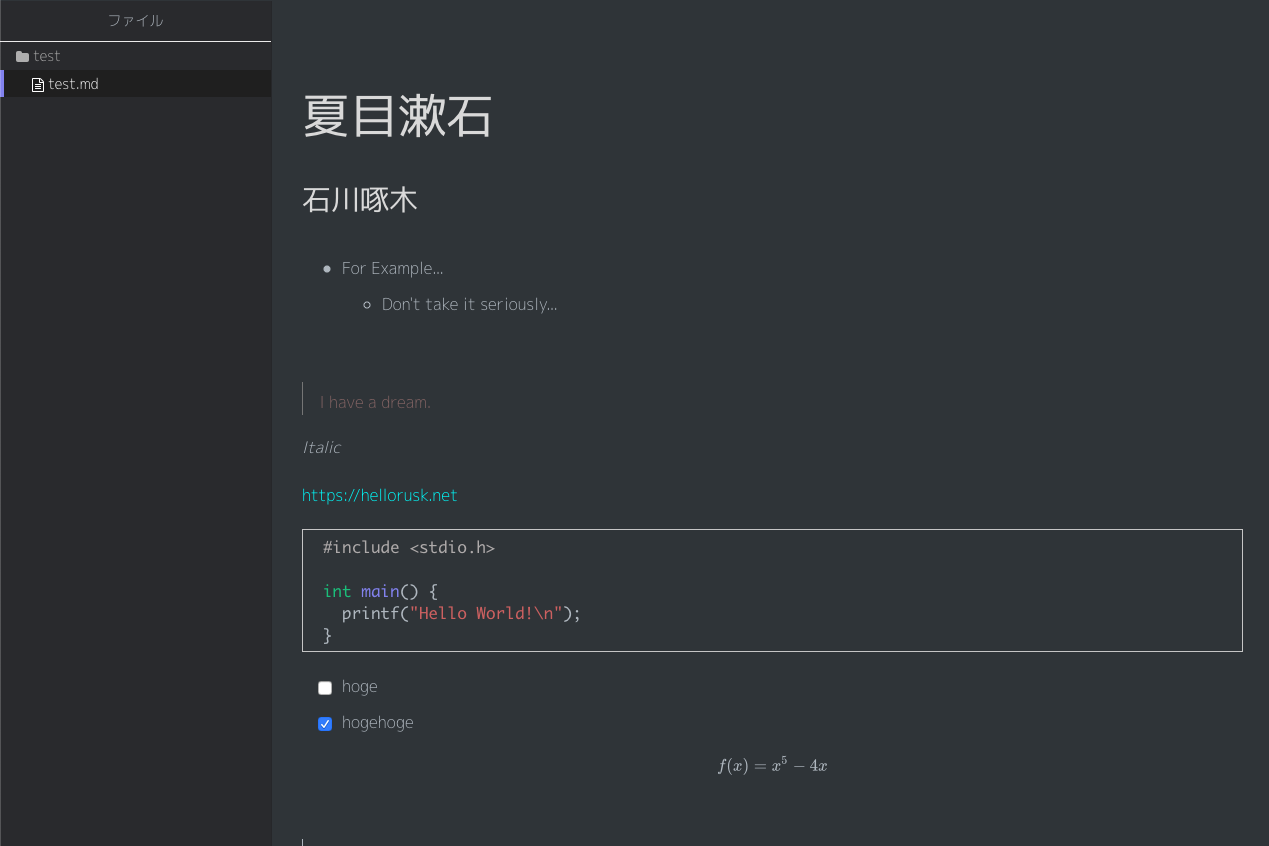 ファイル
test
test.md
夏目漱石
石川啄木
For Example...
Don't take it seriously...
I have a dream.
Italic
https://hellorusk.net
#include <stdio.h>
int main() {
printf("Hello World!\n");
}
hoge
hogehoge
f(x) = x⁵ − 4x